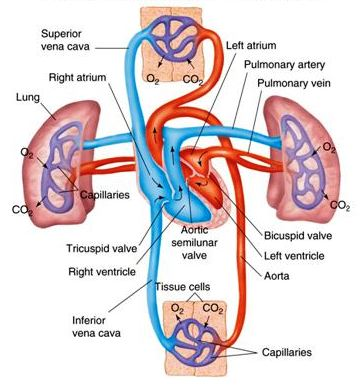 Superior
vena cava
O2
CO2
Left atrium
Pulmonary artery
Right atrium
Pulmonary vein
Lung
O2
O2
Capillaries
CO2
CO2
Aortic
semilunar
valve
Bicuspid valve
Tricuspid valve
Left ventricle
Right ventricle
Aorta
Tissue cells
O2
CO2
Inferior
vena cava
Capillaries